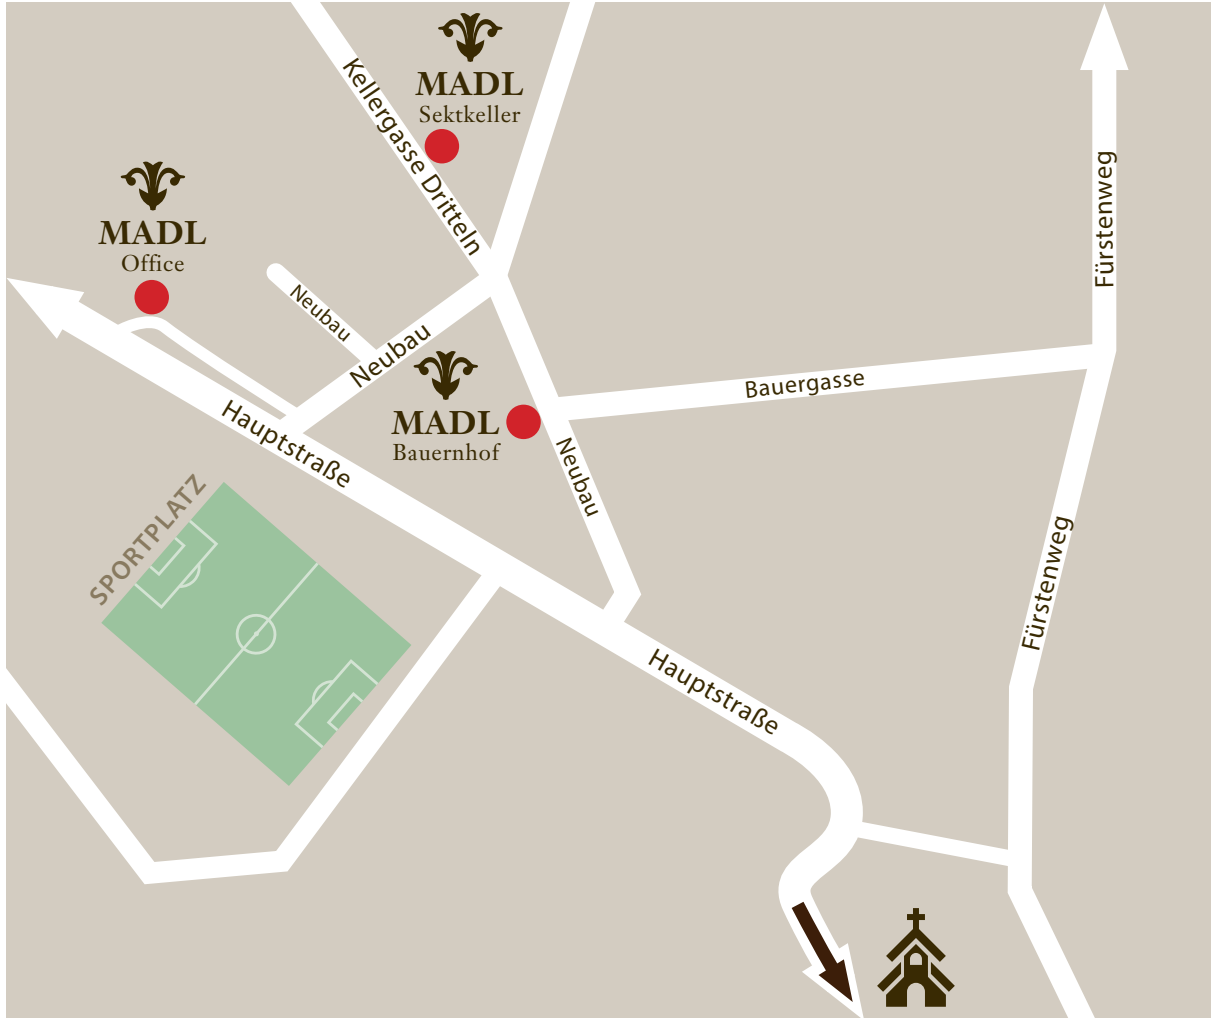 MADL
Sektkeller
Kellergasse Dritteln
MADL
Office
Fürstenweg
Neubau
Neubau
Bauergasse
MADL
Bauernhof
Hauptstraße
Neubau
SPORTPLATZ
Fürstenweg
Hauptstraße